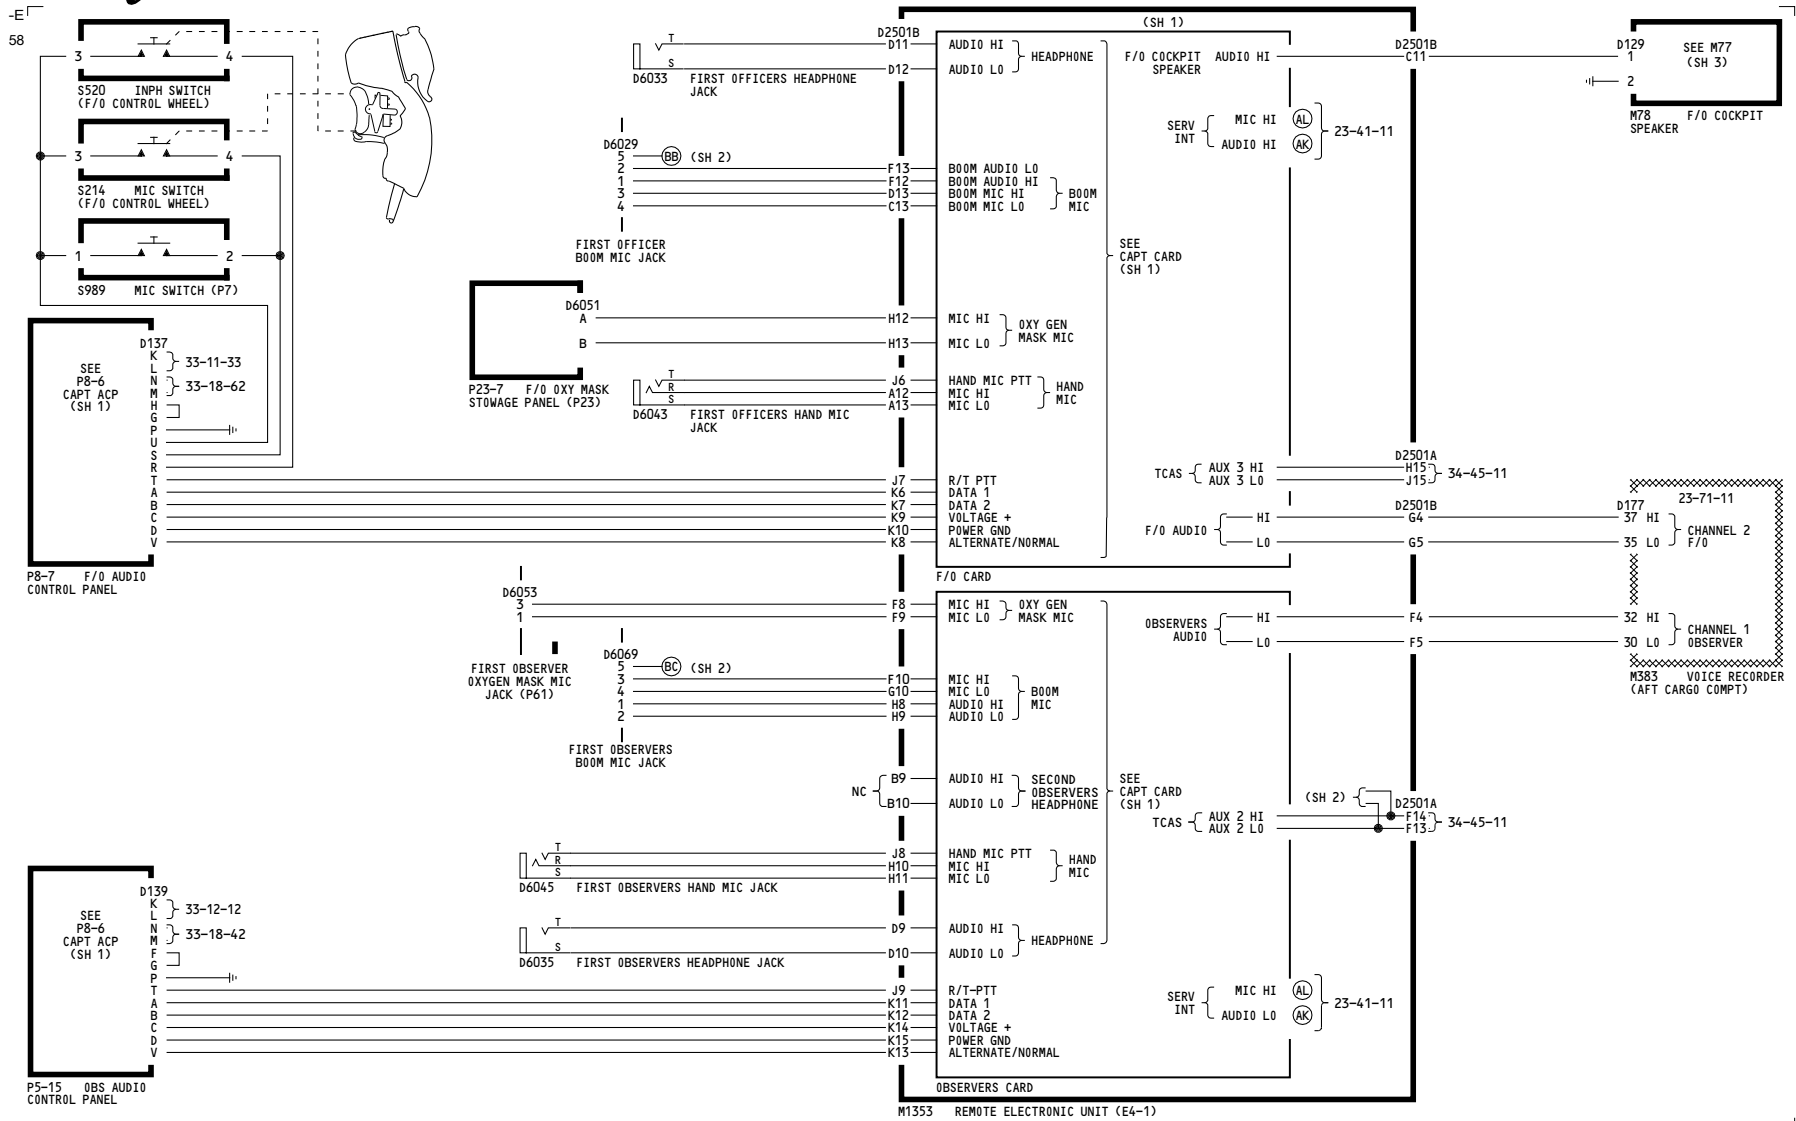 -E
58
3 4
S520 INPH SWITCH
(F/O CONTROL WHEEL)
3 4
S214 MIC SWITCH
(F/O CONTROL WHEEL)
1 2
S989 MIC SWITCH (P7)
D137
SEE
P8-6
CAPT ACP
(SH 1)
K
L
33-11-33
N
M
33-18-62
H
G
P
U
S
R
T
A
B
C
D
V
P8-7 F/O AUDIO
CONTROL PANEL
T
S
D6033 FIRST OFFICERS HEADPHONE
JACK
D6029
5 BB (SH 2)
2
1
3
4
FIRST OFFICER
BOOM MIC JACK
D6051
A
B
P23-7 F/O OXY MASK
STOWAGE PANEL (P23)
T
R
S
D6043 FIRST OFFICERS HAND MIC
JACK
(SH 1)
D2501B
D11 AUDIO HI
D12 AUDIO LO
HEADPHONE
F13 BOOM AUDIO LO
F12 BOOM AUDIO HI
D13 BOOM MIC HI
C13 BOOM MIC LO
BOOM
MIC
SEE
CAPT CARD
(SH 1)
H12 MIC HI
H13 MIC LO
OXY GEN
MASK MIC
J6 HAND MIC PTT
A12 MIC HI
A13 MIC LO
HAND
MIC
J7 R/T PTT
K6 DATA 1
K7 DATA 2
K9 VOLTAGE +
K10 POWER GND
K8 ALTERNATE/NORMAL
F/O CARD
F/O COCKPIT
SPEAKER
AUDIO HI
D2501B
C11
D129
1
2
SEE M77
(SH 3)
M78 F/O COCKPIT
SPEAKER
SERV
INT
MIC HI AL
AUDIO HI AK
23-41-11
TCAS
AUX 3 HI
AUX 3 LO
D2501A
H15
J15
34-45-11
F/O AUDIO
HI
LO
D2501B
G4
G5
23-71-11
D177
37 HI
35 LO
CHANNEL 2
F/O
32 HI
30 LO
CHANNEL 1
OBSERVER
M383 VOICE RECORDER
(AFT CARGO COMPT)
D6053
3
1
FIRST OBSERVER
OXYGEN MASK MIC
JACK (P61)
D6069
5 BC (SH 2)
3
4
1
2
FIRST OBSERVERS
BOOM MIC JACK
F8 MIC HI
F9 MIC LO
OXY GEN
MASK MIC
F10 MIC HI
G10 MIC LO
H8 AUDIO HI
H9 AUDIO LO
BOOM
MIC
NC
B9 AUDIO HI
B10 AUDIO LO
SECOND
OBSERVERS
HEADPHONE
SEE
CAPT CARD
(SH 1)
OBSERVERS
AUDIO
HI F4
LO F5
(SH 2)
TCAS
AUX 2 HI
AUX 2 LO
D2501A
F14
F13
34-45-11
T
R
S
D6045 FIRST OBSERVERS HAND MIC JACK
J8 HAND MIC PTT
H10 MIC HI
H11 MIC LO
HAND
MIC
T
S
D6035 FIRST OBSERVERS HEADPHONE JACK
D9 AUDIO HI
D10 AUDIO LO
HEADPHONE
SERV
INT
MIC HI AL
AUDIO LO AK
23-41-11
D139
SEE
P8-6
CAPT ACP
(SH 1)
K
L
33-12-12
N
M
33-18-42
F
G
P
T
A
B
C
D
V
P5-15 OBS AUDIO
CONTROL PANEL
J9 R/T-PTT
K11 DATA 1
K12 DATA 2
K14 VOLTAGE +
K15 POWER GND
K13 ALTERNATE/NORMAL
OBSERVERS CARD
M1353 REMOTE ELECTRONIC UNIT (E4-1)